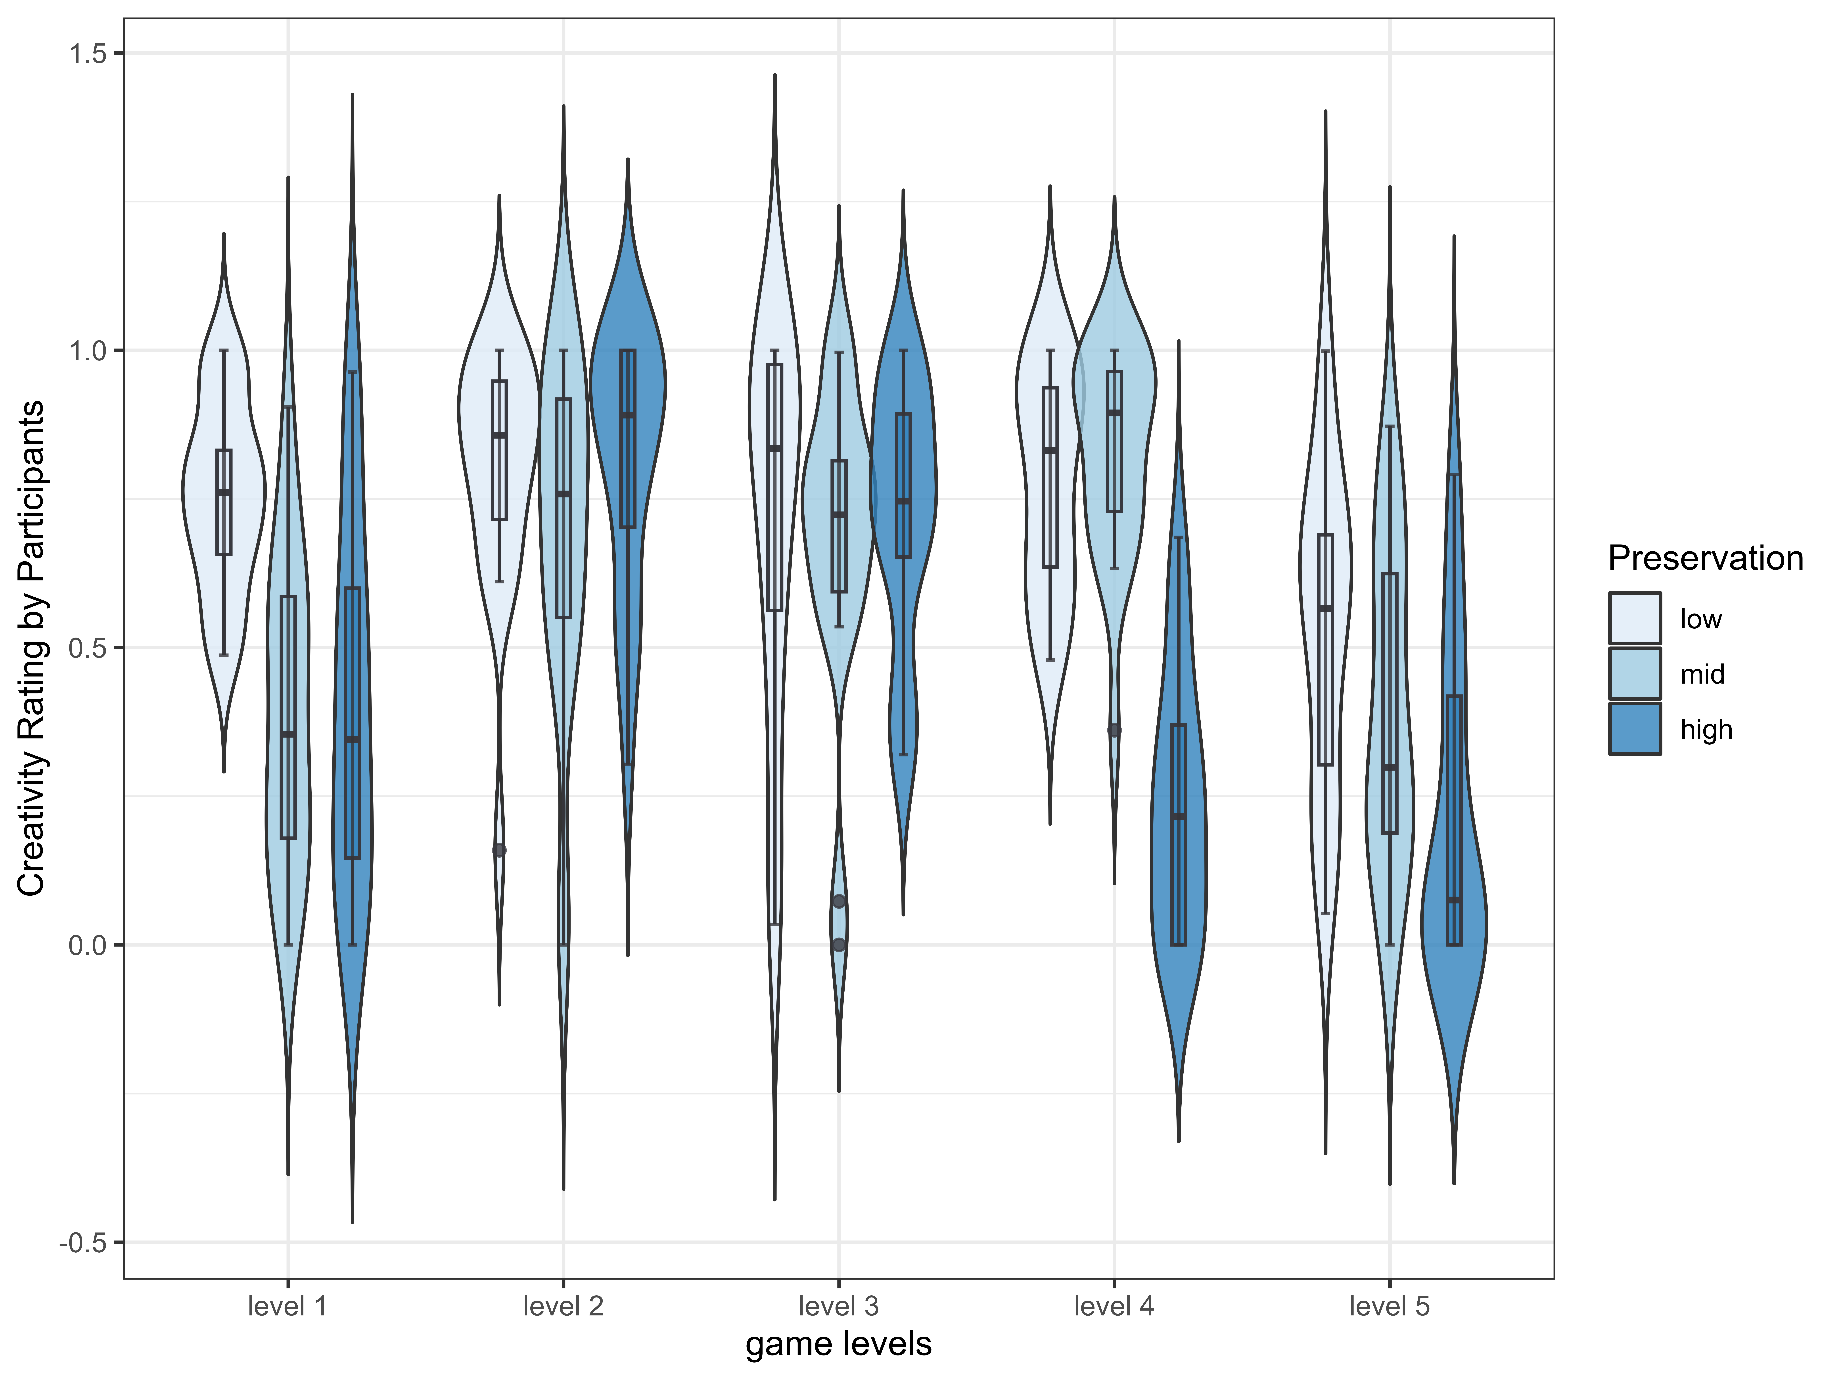 1.5
1.0
0.5
0.0
-0.5
Creativity Rating by Participants
level 1
level 2
level 3
level 4
level 5
game levels
Preservation
low
mid
high